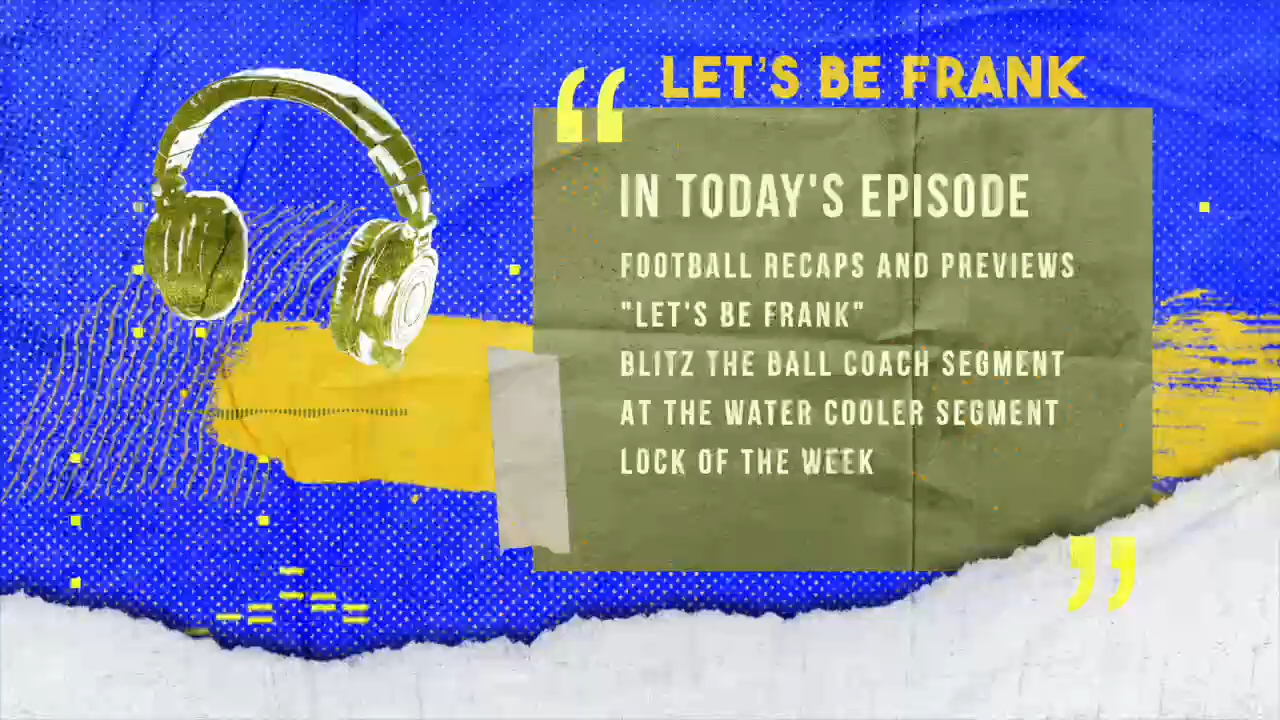 LET'S BE FRANK
IN TODAY'S EPISODE
FOOTBALL RECAPS AND PREVIEWS
"LET'S BE FRANK"
BLITZ THE BALL COACH SEGMENT
AT THE WATER COOLER SEGMENT
LOCK OF THE WEEK